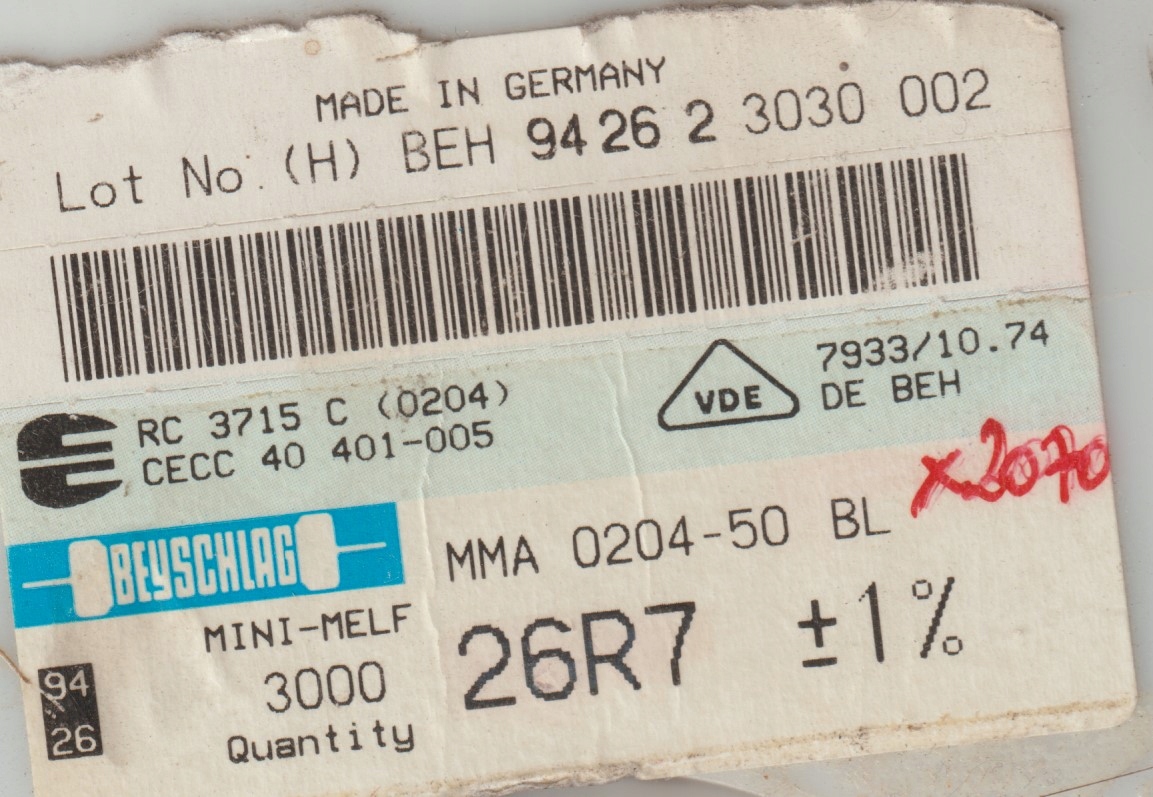 MADE IN GERMANY
Lot No. (H) BEH 94 26 2 3030 002
RC 3715 C (0204)
CECC 40 401-005
VDE
7933/10.74
DE BEH
x2070
BEYSCHLAG
MMA 0204-50 BL
MINI-MELF
26R7 ±1%
3000
Quantity
94
26